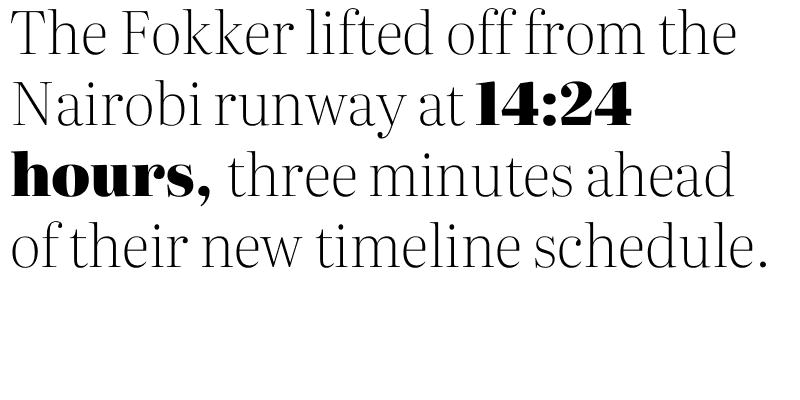 The Fokker lifted off from the
Nairobi runway at 14:24
hours, three minutes ahead
of their new timeline schedule.